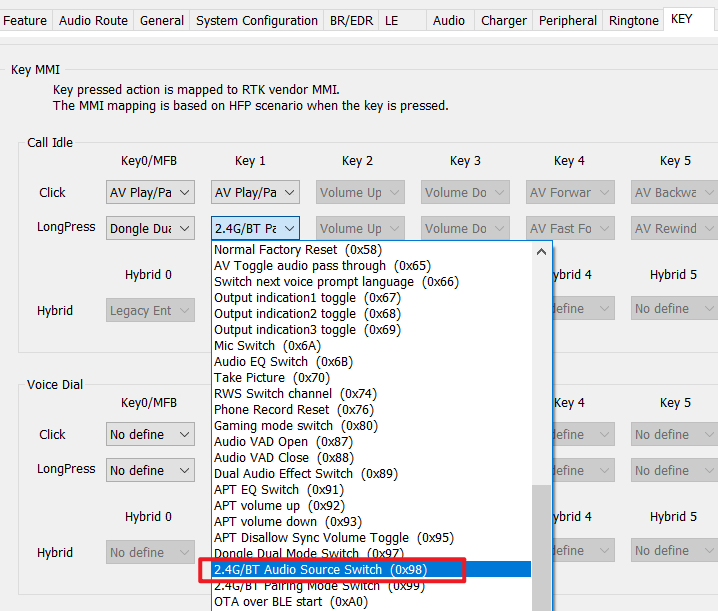 Feature Audio Route General System Configuration BR/EDR LE Audio Charger Peripheral Ringtone KEY
Key MMI
Key pressed action is mapped to RTK vendor MMI.
The MMI mapping is based on HFP scenario when the key is pressed.
Call Idle
Key0/MFB Key 1 Key 2 Key 3 Key 4 Key 5
Click AV Play/Pa AV Play/Pa Volume Up Volume Do AV Forwar AV Backwa
LongPress Dongle Dua 2.4G/BT Pa Volume Up Volume Do AV Fast Fo AV Rewind
Normal Factory Reset (0x58)
AV Toggle audio pass through (0x65)
Hybrid 0 ybrid 4 Hybrid 5
Switch next voice prompt language (0x66)
Output indication1 toggle (0x67)
Hybrid Legacy Ent efine No define
Output indication2 toggle (0x68)
Output indication3 toggle (0x69)
Mic Switch (0x6A)
Audio EQ Switch (0x6B)
Take Picture (0x70)
Voice Dial
RWS Switch channel (0x74)
Key0/MFB Key 4 Key 5
Phone Record Reset (0x76)
Gaming mode switch (0x80)
Click No define efine No define
Audio VAD Open (0x87)
Audio VAD Close (0x88)
LongPress No define efine No define
Dual Audio Effect Switch (0x89)
APT EQ Switch (0x91)
APT volume up (0x92)
Hybrid 0 ybrid 4 Hybrid 5
APT volume down (0x93)
APT Disallow Sync Volume Toggle (0x95)
Hybrid No define efine No define
Dongle Dual Mode Switch (0x97)
2.4G/BT Audio Source Switch (0x98)
2.4G/BT Pairing Mode Switch (0x99)
OTA over BLE start (0xA0)